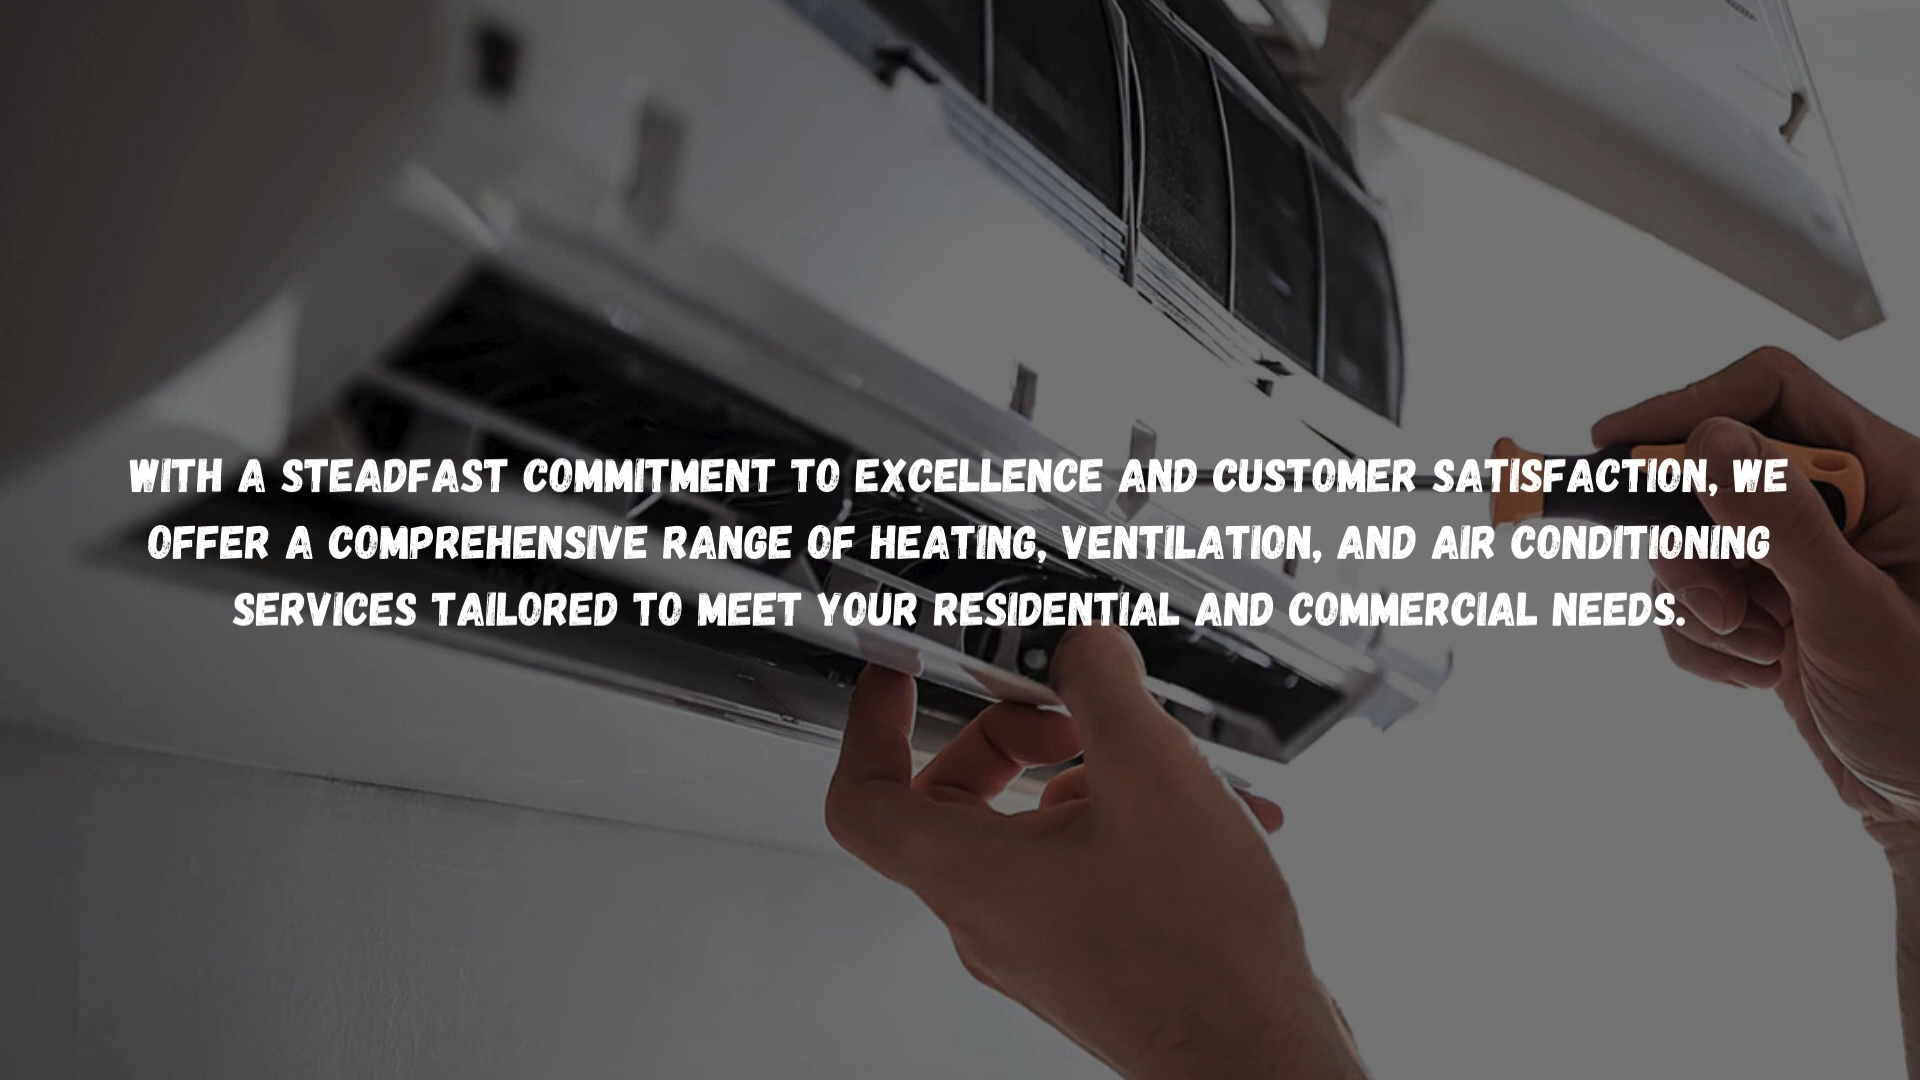 WITH A STEADFAST COMMITMENT TO EXCELLENCE AND CUSTOMER SATISFACTION, WE
OFFER A COMPREHENSIVE RANGE OF HEATING, VENTILATION, AND AIR CONDITIONING
SERVICES TAILORED TO MEET YOUR RESIDENTIAL AND COMMERCIAL NEEDS.